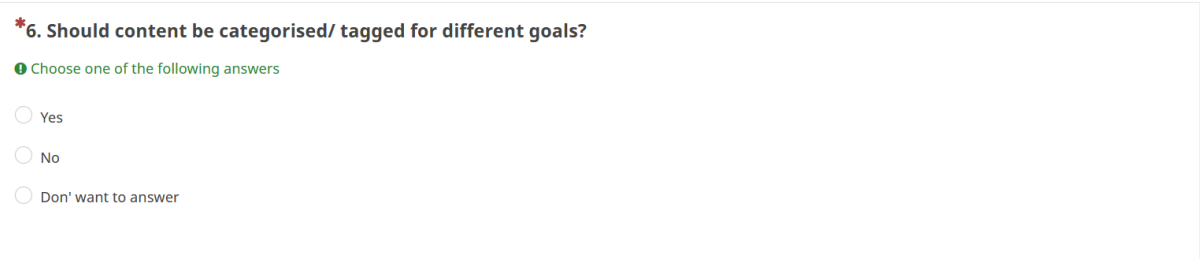 *6. Should content be categorised/ tagged for different goals?
Choose one of the following answers
Yes
No
Don' want to answer